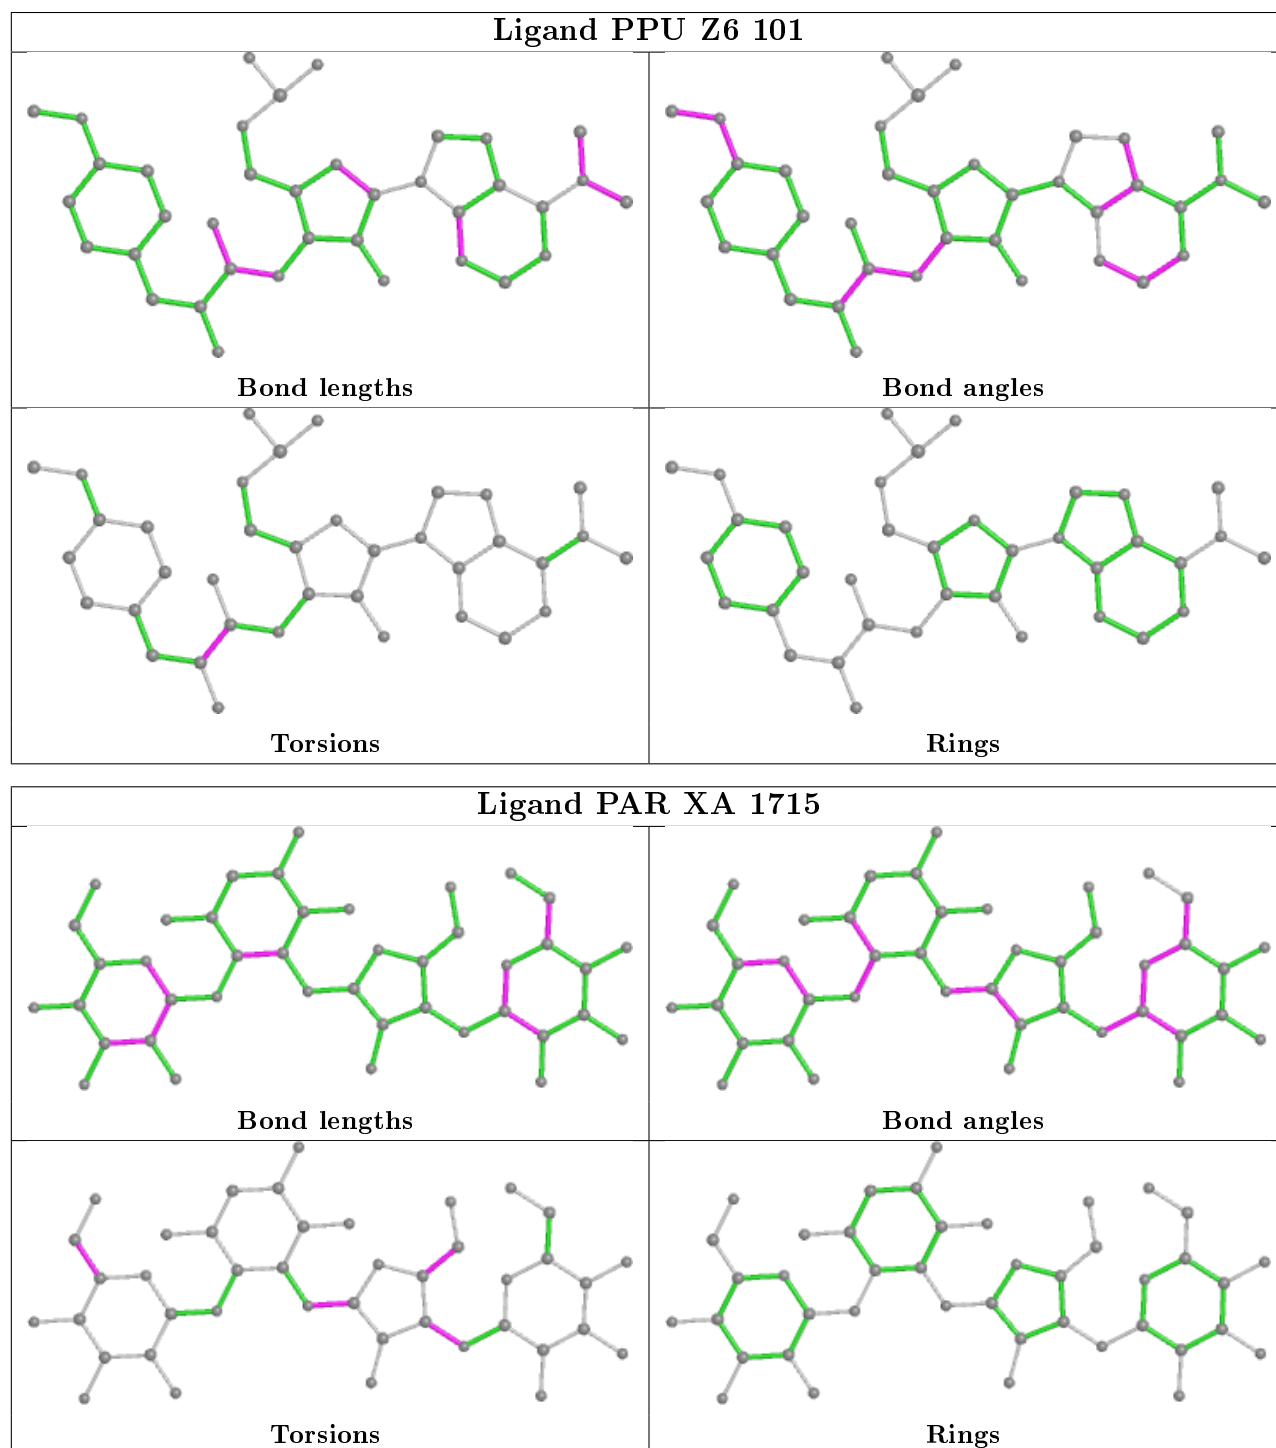 Ligand PPU Z6 101
Bond lengths
Bond angles
Torsions
Rings
Ligand PAR XA 1715
Bond lengths
Bond angles
Torsions
Rings